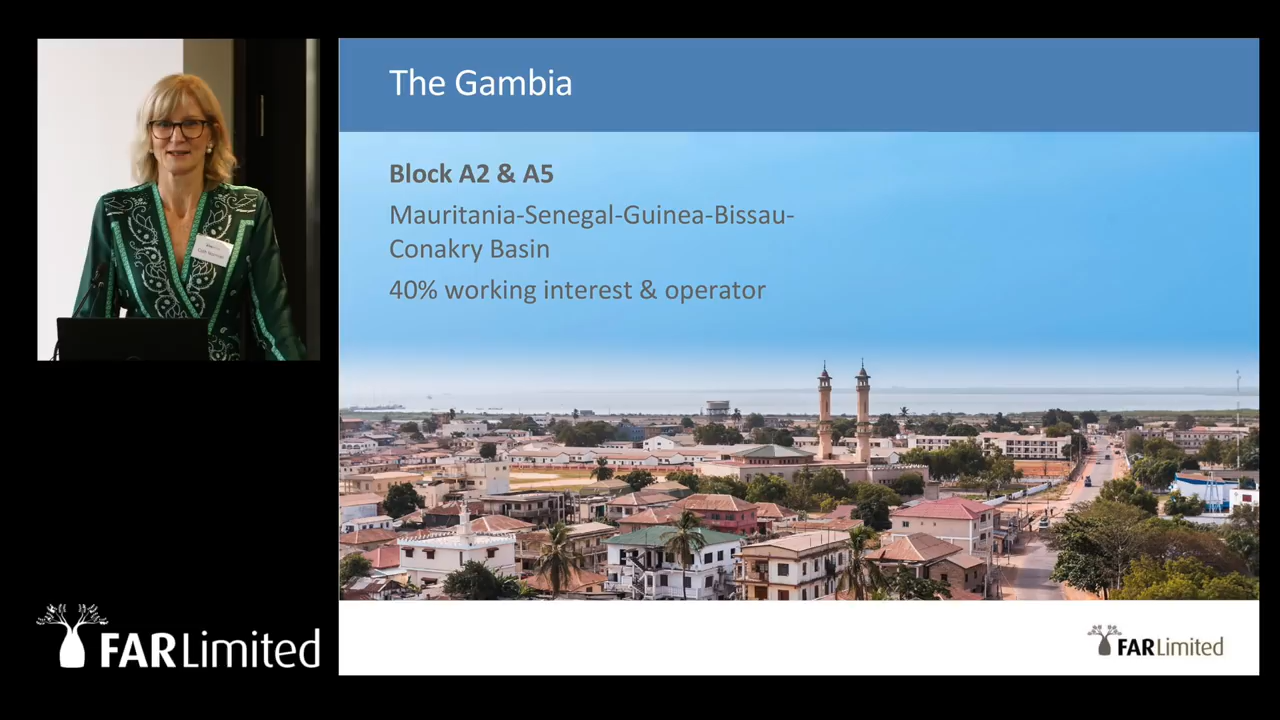 The Gambia
Block A2 & A5
Mauritania-Senegal-Guinea-Bissau-
Conakry Basin
40% working interest & operator
FAR Limited
FAR Limited